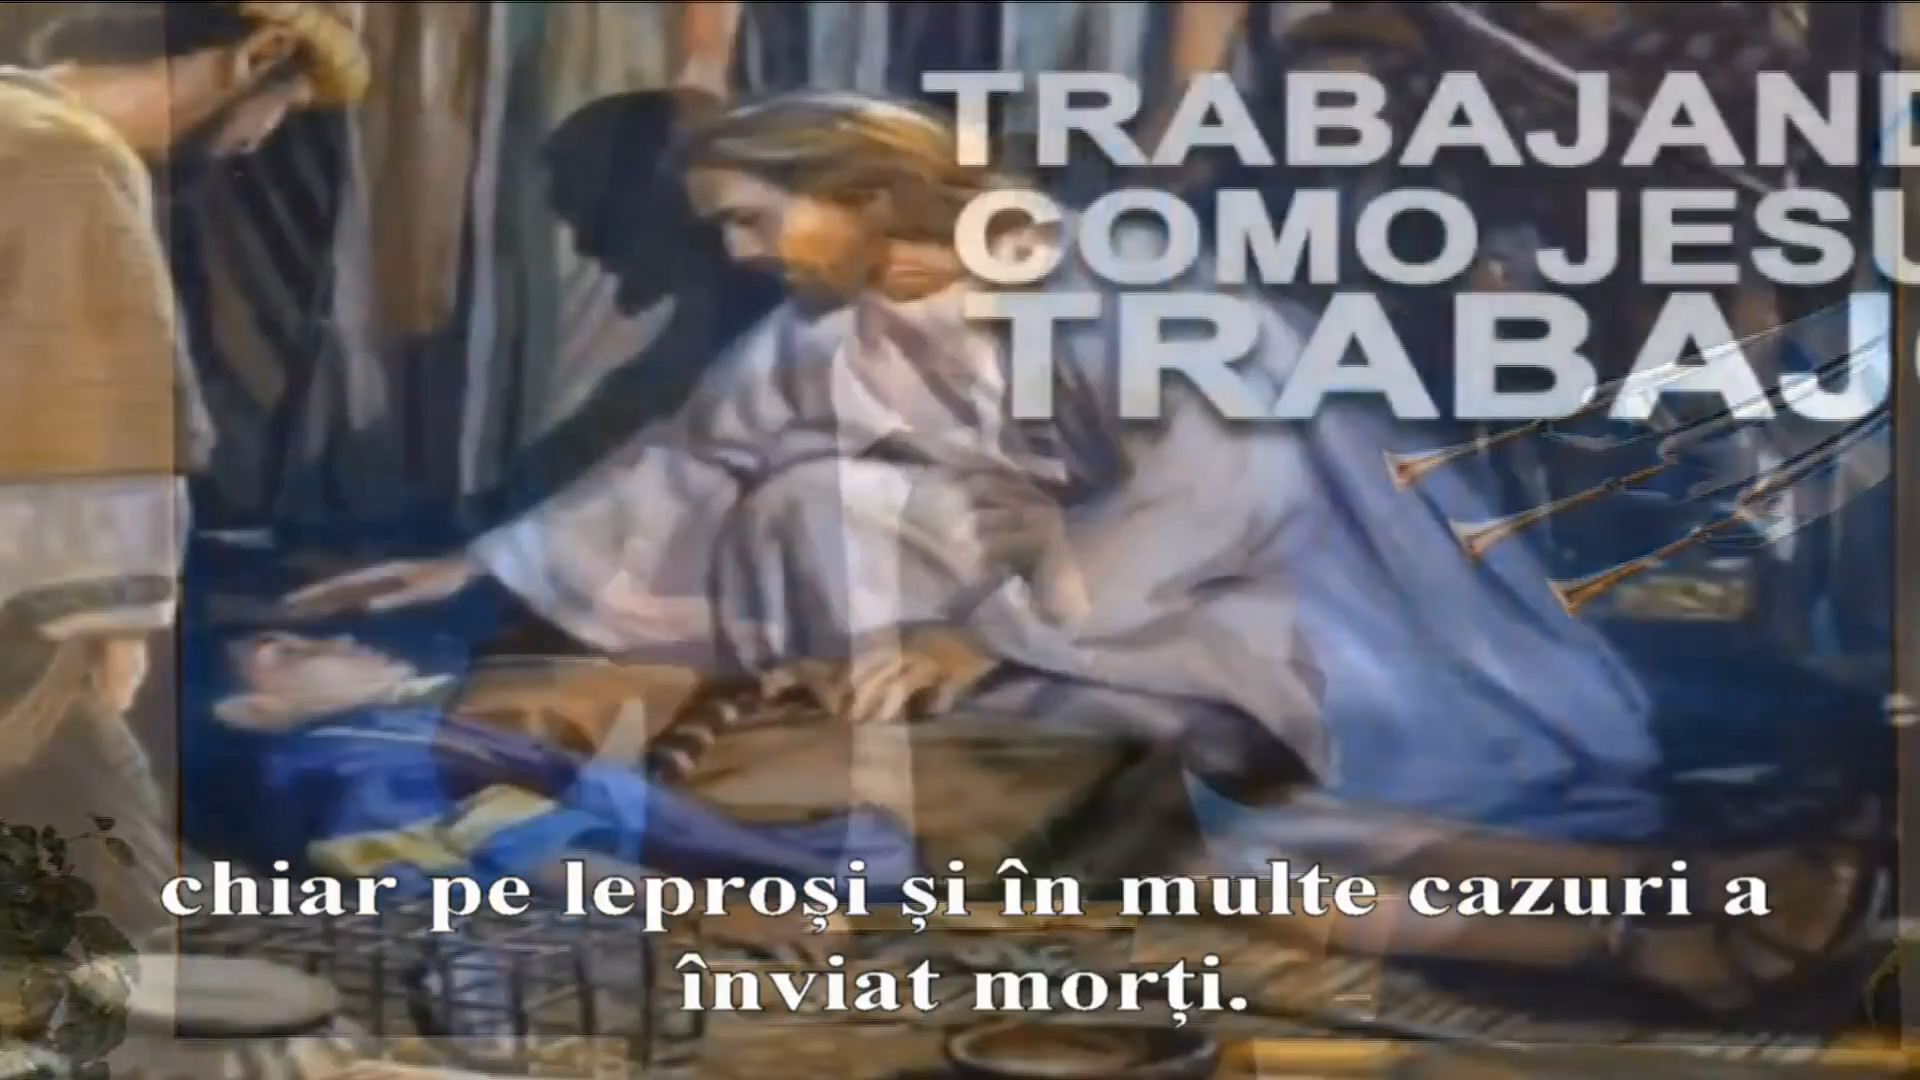 TRABAJAND
COMO JESU
TRABAJ
chiar pe leproși și în multe cazuri a
înviat morți.